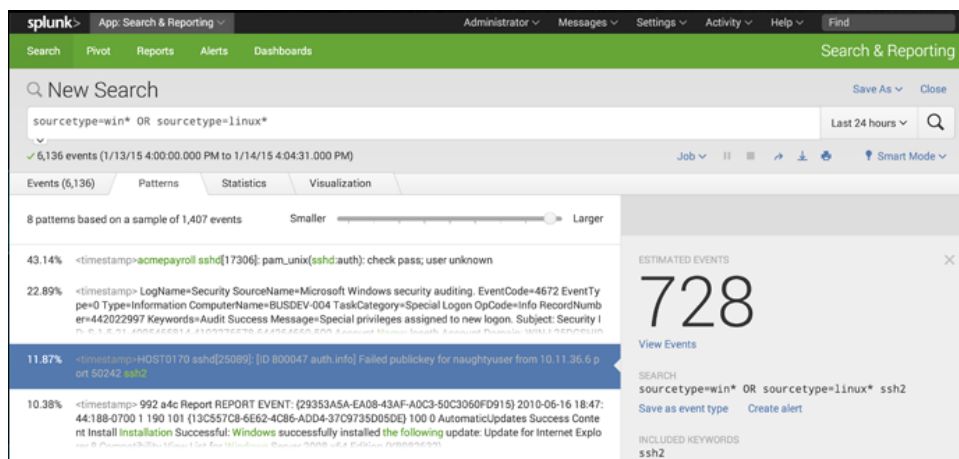 splunk> App: Search & Reporting Administrator Messages Settings Activity Help Find
Search Pivot Reports Alerts Dashboards Search & Reporting
New Search Save As Close
sourcetype=win* OR sourcetype=linux* Last 24 hours
6,136 events (1/13/15 4:00:00.000 PM to 1/14/15 4:04:31.000 PM) Job Smart Mode
Events (6,136) Patterns Statistics Visualization
8 patterns based on a sample of 1,407 events Smaller Larger
43.14% <timestamp>acmepayroll sshd[17306]: pam_unix(sshd:auth): check pass; user unknown
22.89% <timestamp> LogName=Security SourceName=Microsoft Windows security auditing. EventCode=4672 EventTy
pe=0 Type=Information ComputerName=BUSDEV-004 TaskCategory=Special Logon OpCode=Info RecordNumb
er=442022997 Keywords=Audit Success Message=Special privileges assigned to new logon. Subject: Security I
11.87% <timestamp>HOST0170 sshd[25089]: [ID 800047 auth.info] Failed publickey for naughtyuser from 10.11.36.6 p
ort 50242 ssh2
10.38% <timestamp> 992 a4c Report REPORT EVENT: {29353A5A-EA08-43AF-A0C3-50C3060FD915} 2010-06-16 18:47:
44:188-0700 1 190 101 {13C557C8-6E62-4C86-ADD4-37C9735D05DE} 100 0 AutomaticUpdates Success Conte
nt Install Installation Successful: Windows successfully installed the following update: Update for Internet Explo
ESTIMATED EVENTS
728
View Events
SEARCH
sourcetype=win* OR sourcetype=linux* ssh2
Save as event type Create alert
INCLUDED KEYWORDS
ssh2